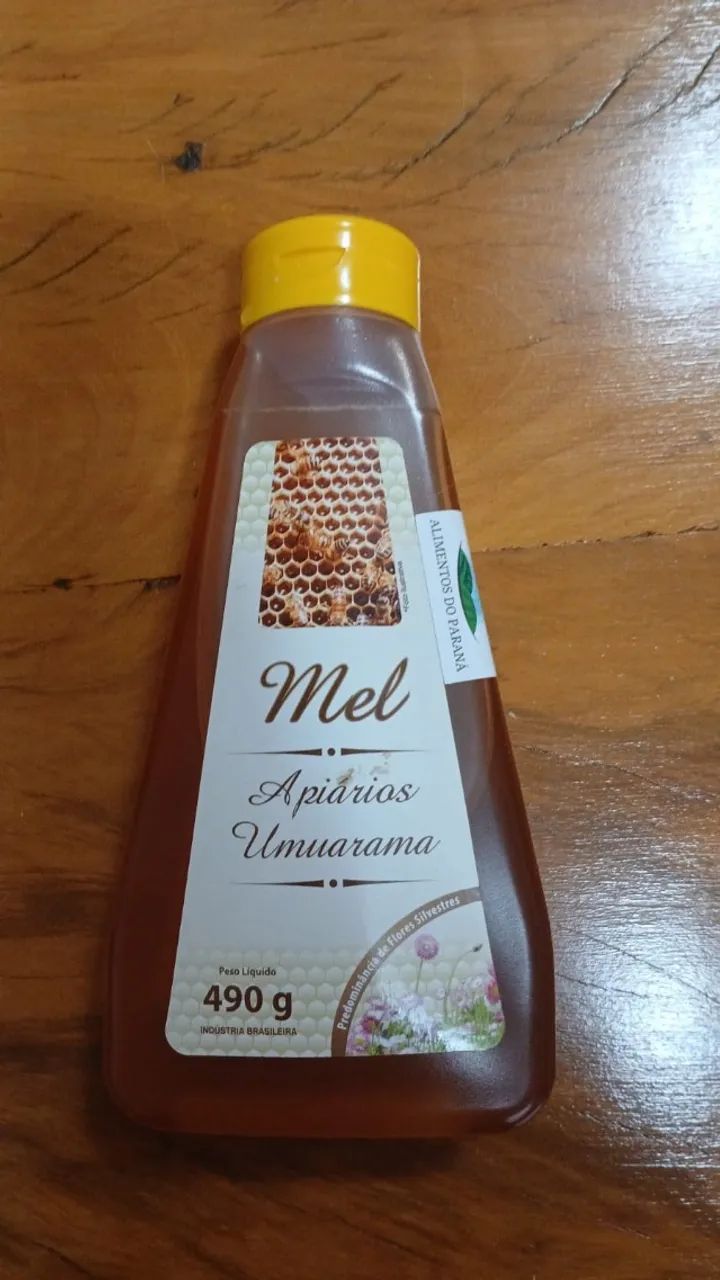 ALIMENTOS DO PARANÁ
Mel
Apiários
Umuarama
Predominância de Flores Silvestres
Peso Líquido
490 g
INDÚSTRIA BRASILEIRA